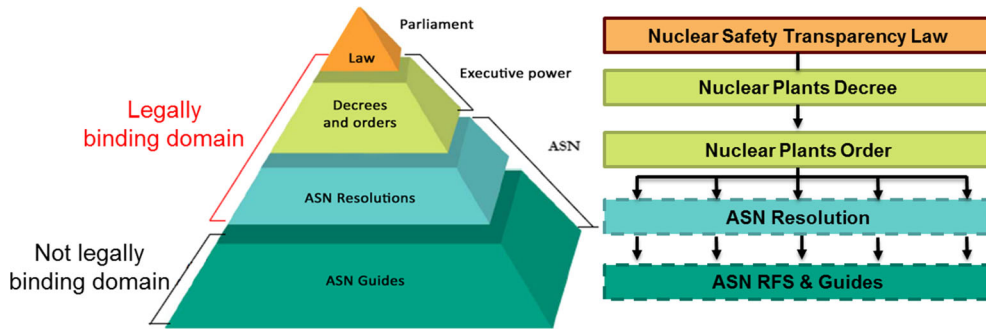 Parliament
Law
Executive power
Legally
binding domain
Decrees
and orders
ASN
ASN Resolutions
Not legally
binding domain
ASN Guides
Nuclear Safety Transparency Law
Nuclear Plants Decree
Nuclear Plants Order
ASN Resolution
ASN RFS & Guides